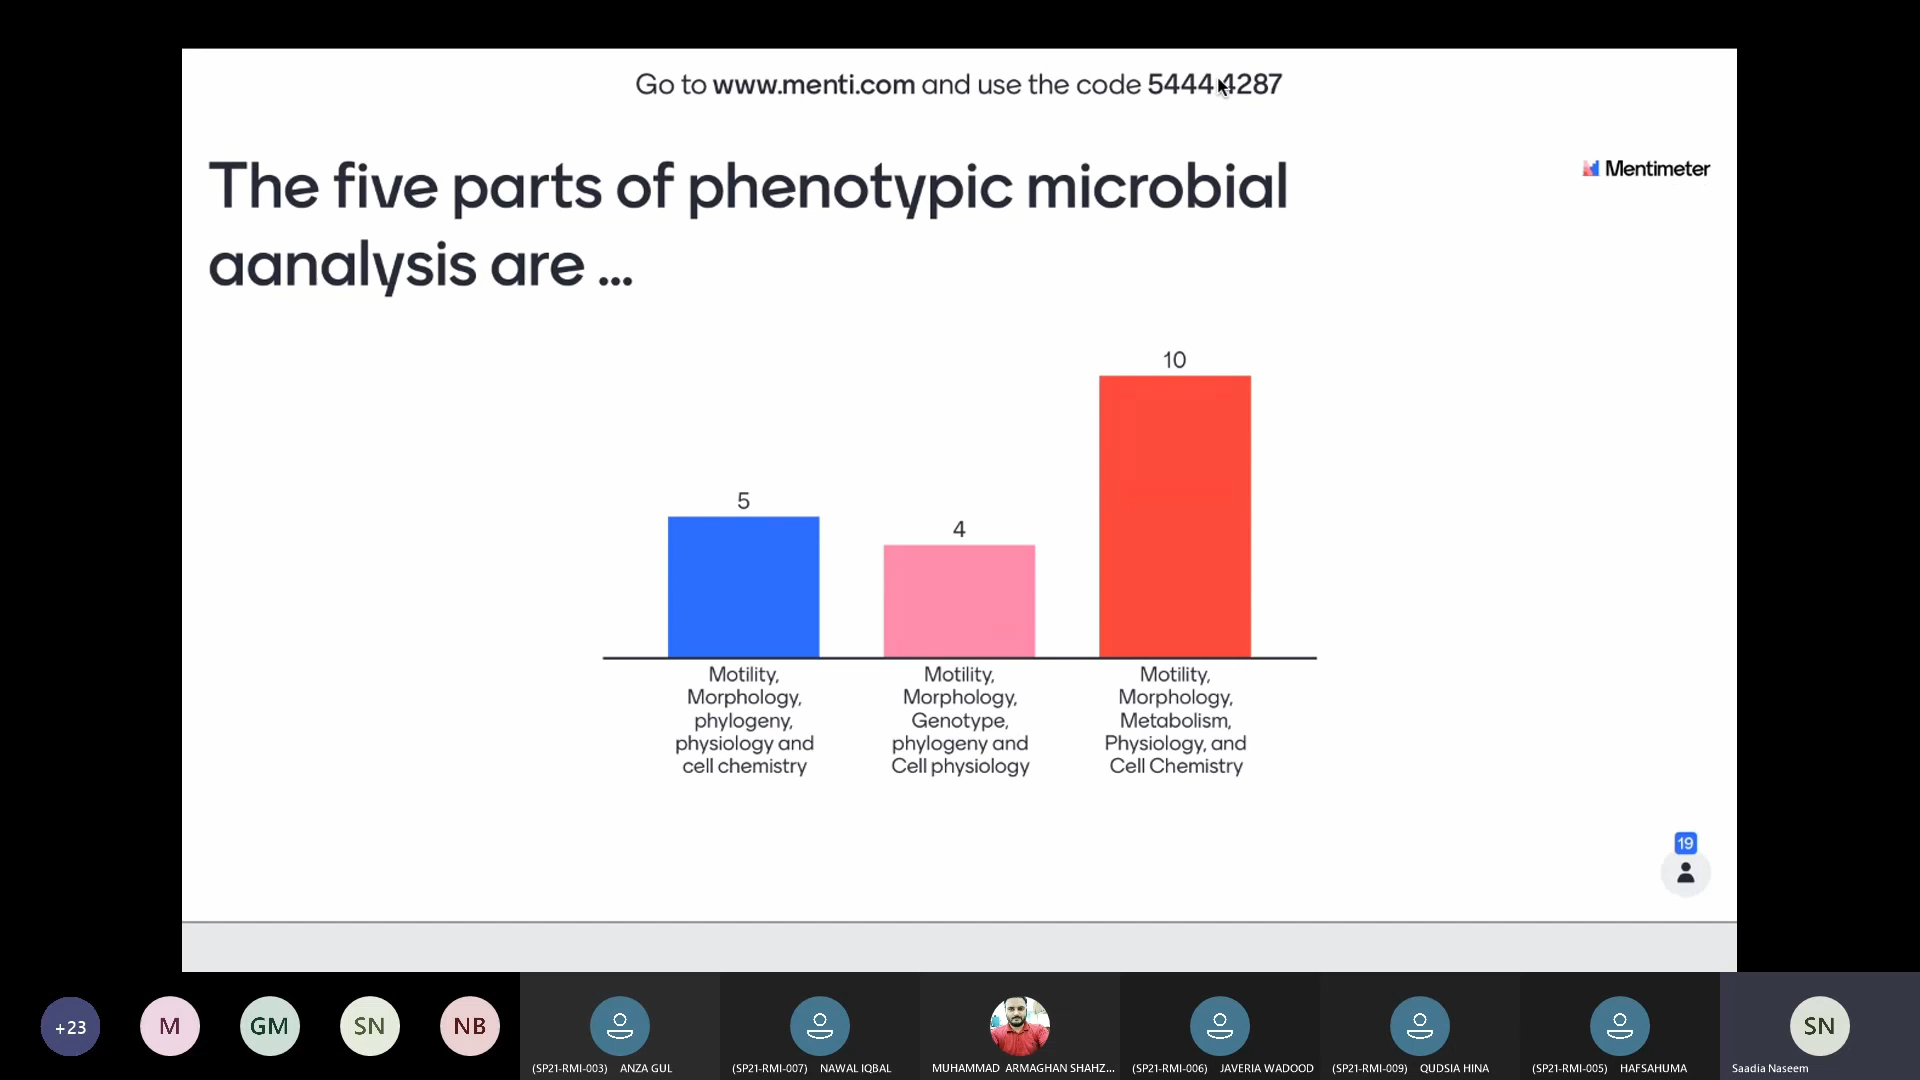 Go to www.menti.com and use the code 5444 4287
The five parts of phenotypic microbial
aanalysis are ...
Mentimeter
10
5
4
Motility,
Morphology,
phylogeny,
physiology and
cell chemistry
Motility,
Morphology,
Genotype,
phylogeny and
Cell physiology
Motility,
Morphology,
Metabolism,
Physiology, and
Cell Chemistry
19
+23
M
GM
SN
NB
SN
(SP21-RMI-003) ANZA GUL
(SP21-RMI-007) NAWAL IQBAL
MUHAMMAD ARMAGHAN SHAHZ...
(SP21-RMI-006) JAVERIA WADOOD
(SP21-RMI-009) QUDSIA HINA
(SP21-RMI-005) HAFSAHUMA
Saadia Naseem